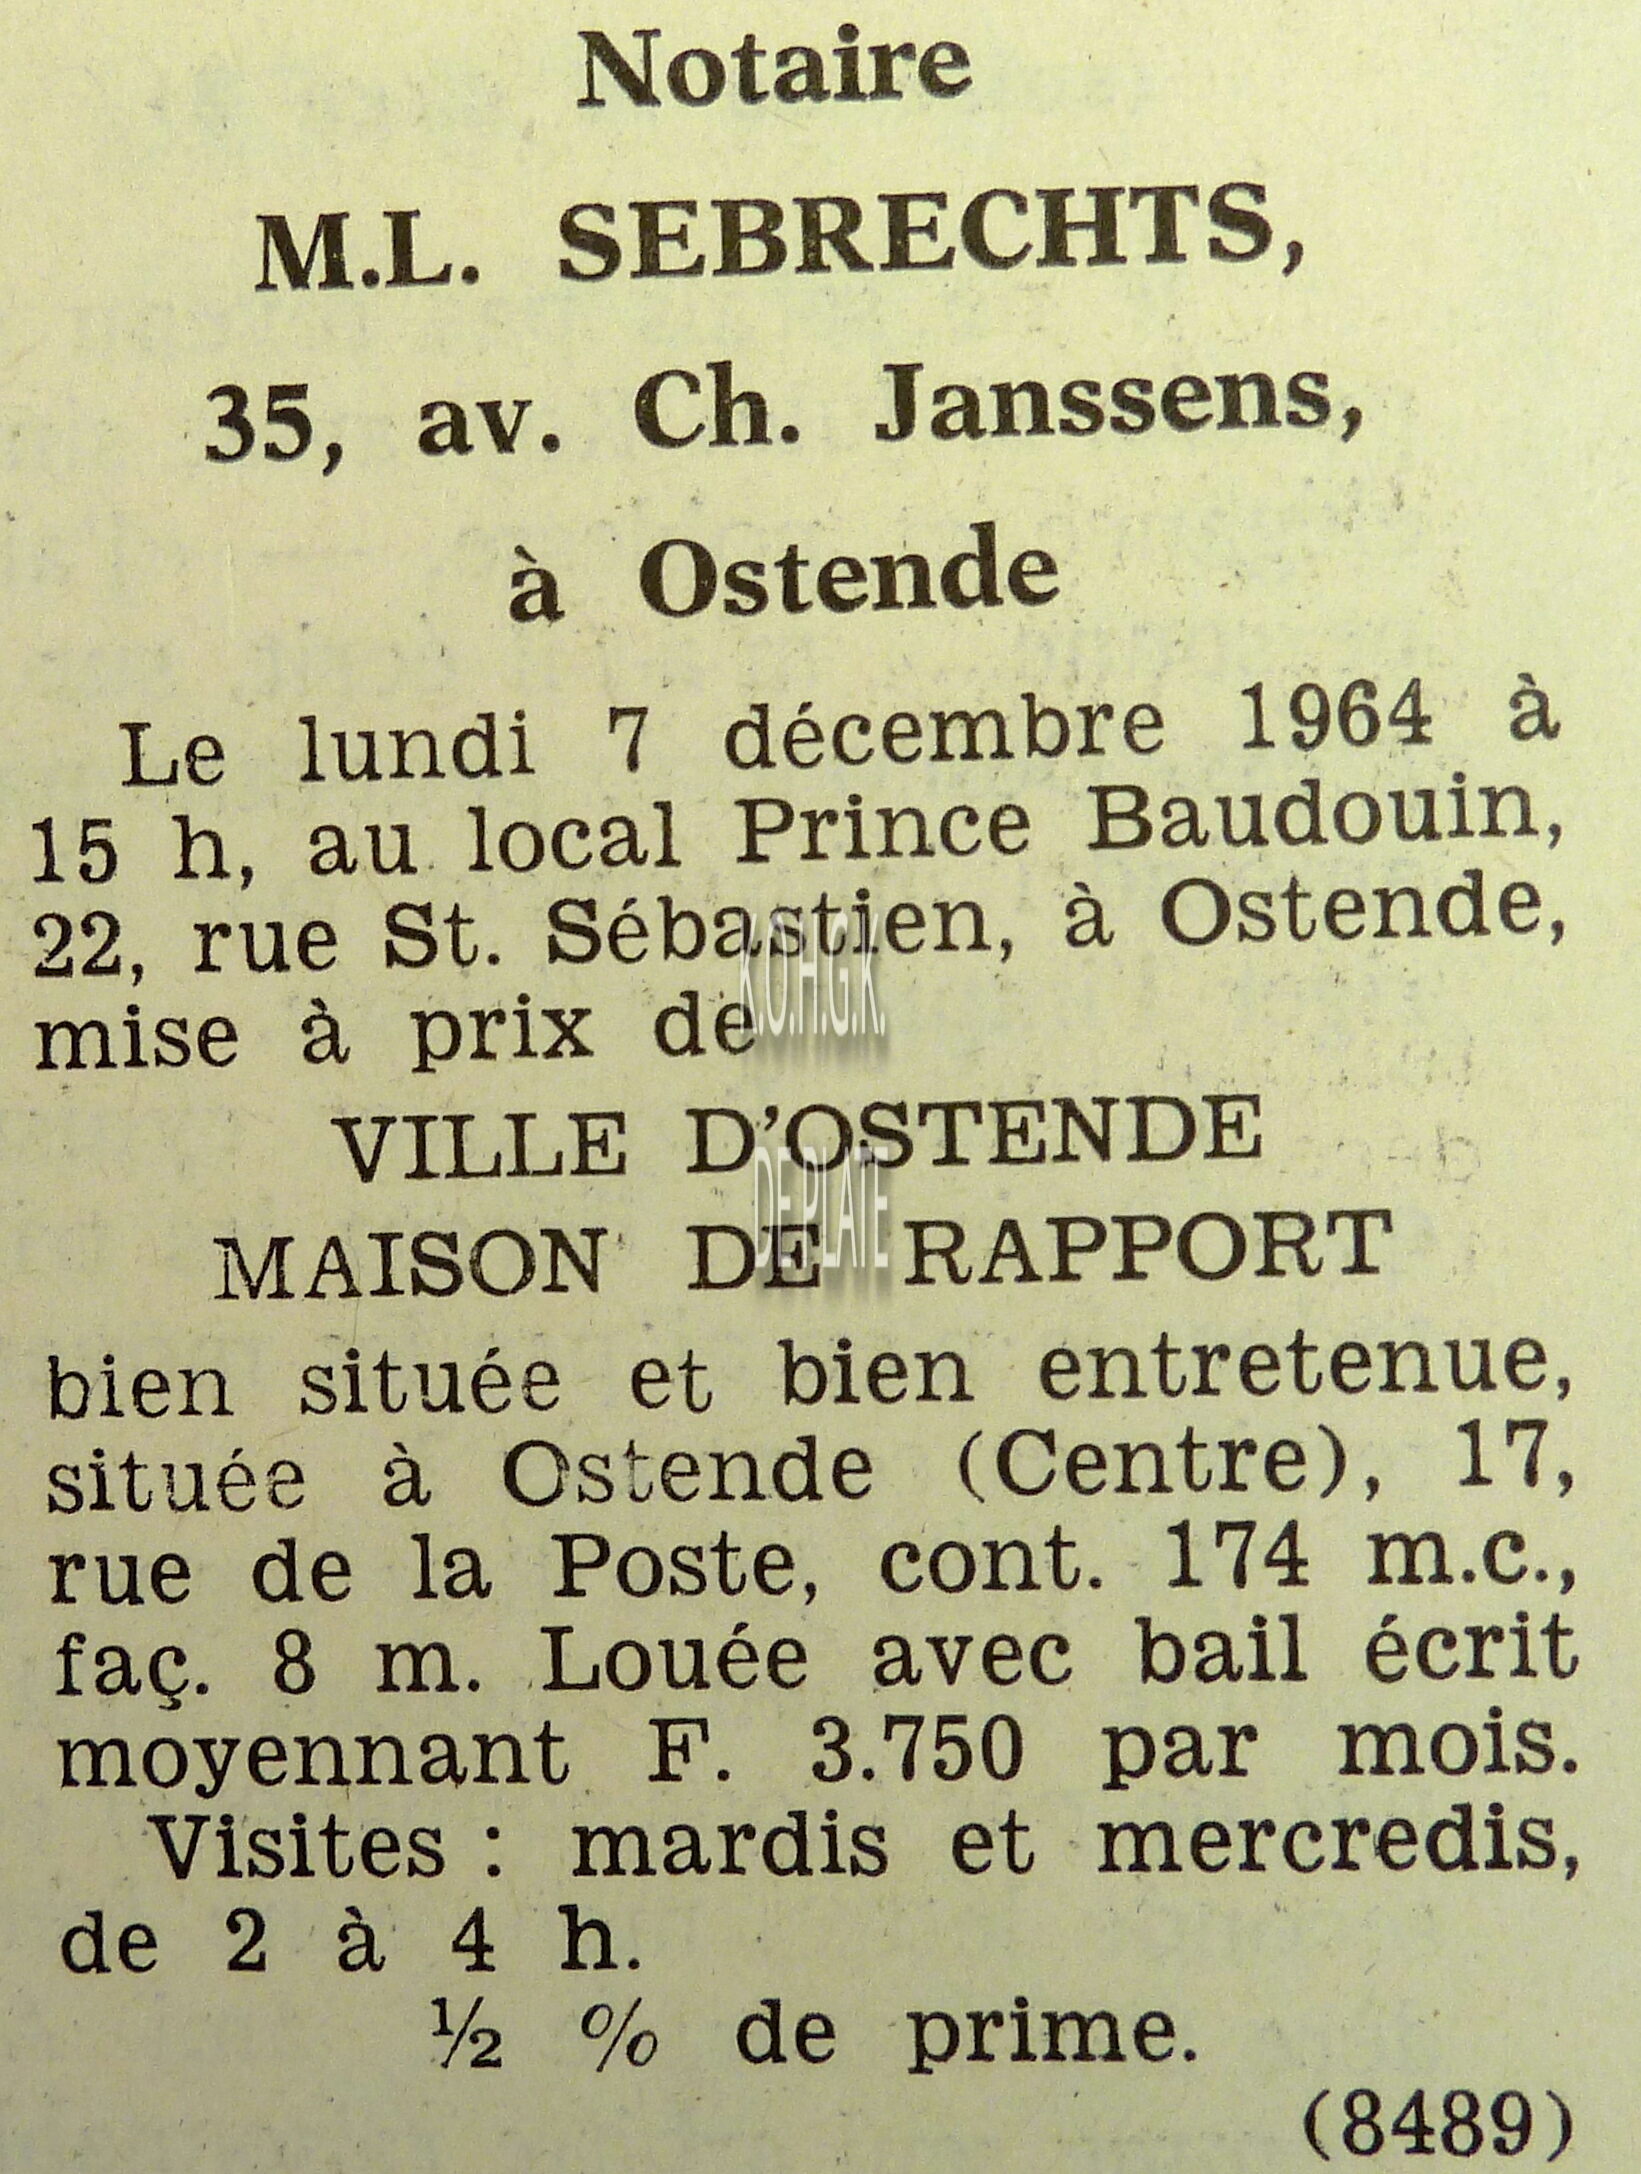 Notaire
M.L. SEBRECHTS,
35, av. Ch. Janssens,
à Ostende
Le lundi 7 décembre 1964 à
15 h, au local Prince Baudouin,
22, rue St. Sébastien, à Ostende,
mise à prix de
K.O.H.G.K.
VILLE D'OSTENDE
DE PLATE
MAISON DE RAPPORT
bien située et bien entretenue,
située à Ostende (Centre), 17,
rue de la Poste, cont. 174 m.c.,
faç. 8 m. Louée avec bail écrit
moyennant F. 3.750 par mois.
Visites : mardis et mercredis,
de 2 à 4 h.
½ % de prime.
(8489)